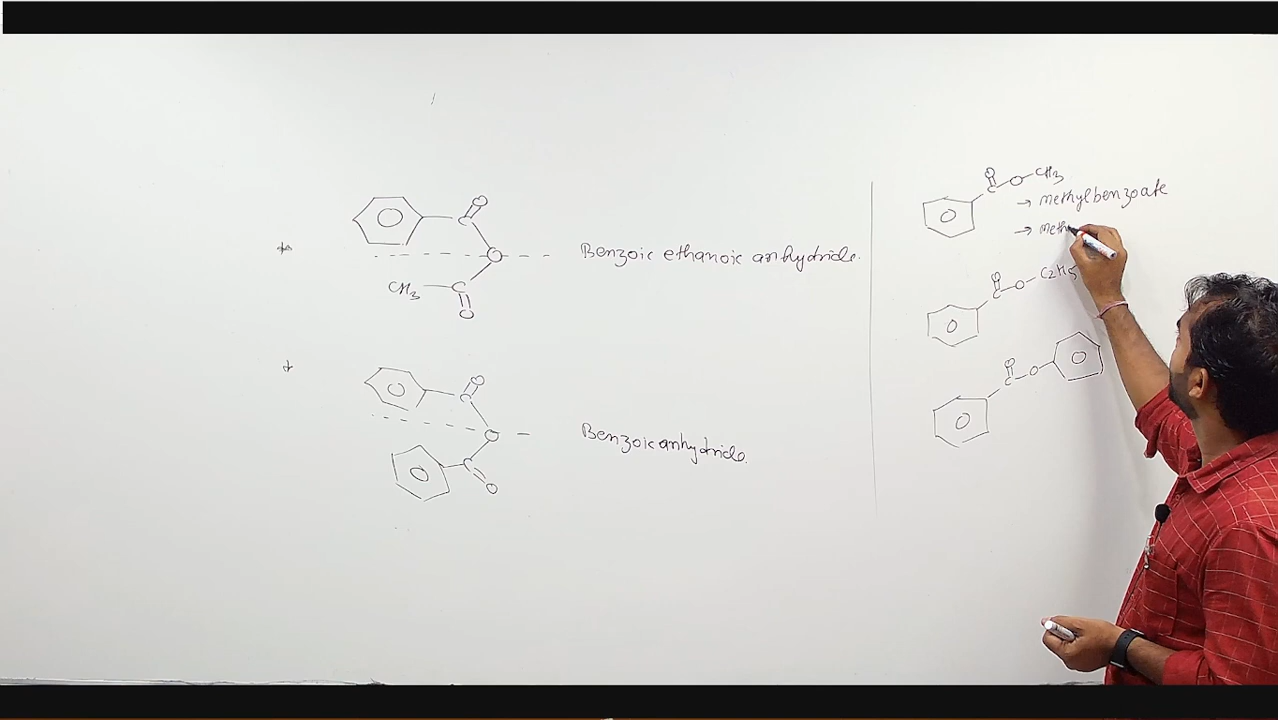 O
C
O
Benzoic ethanoic anhydride.
CH3
C
O
O
C
O
Benzoic anhydride.
C
O
O
C
O
CH3
→ methylbenzoate
→ Meth
O
C
O
C2H5
O
C
O